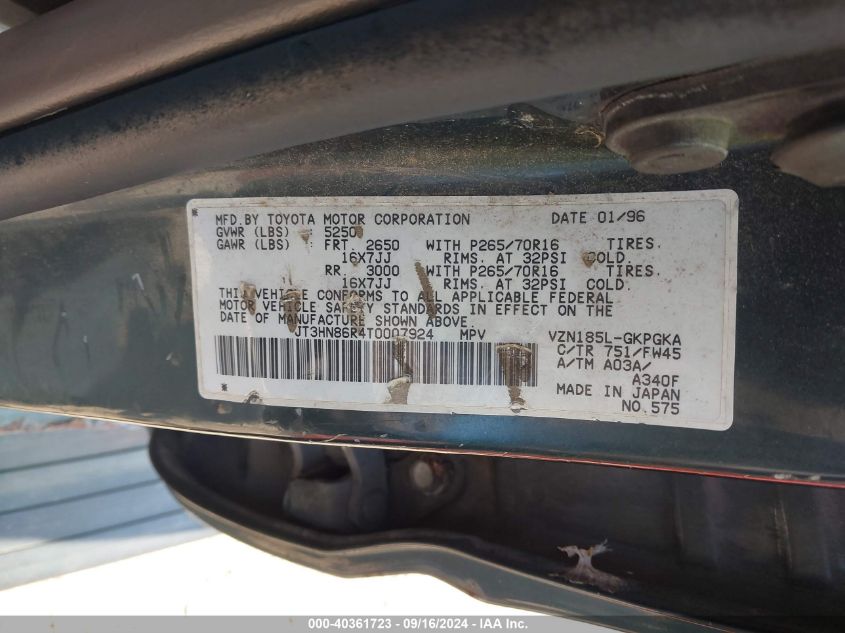 MFD.BY TOYOTA MOTOR CORPORATION DATE 01/96
GVWR (LBS) : 5250
GAWR (LBS) : FRT. 2650 WITH P265/70R16 TIRES.
16X7JJ RIMS. AT 32PSI COLD.
RR. 3000 WITH P265/70R16 TIRES.
16X7JJ RIMS. AT 32PSI COLD.
THIS VEHICLE CONFORMS TO ALL APPLICABLE FEDERAL
MOTOR VEHICLE SAFETY STANDARDS IN EFFECT ON THE
DATE OF MANUFACTURE SHOWN ABOVE.
JT3HN86R4T0007924 MPV VZN185L-GKPGKA
C/TR 751/FW45
A/TM A03A/
A340F
MADE IN JAPAN
NO.575
000-40361723 - 09/16/2024 - IAA, Inc.